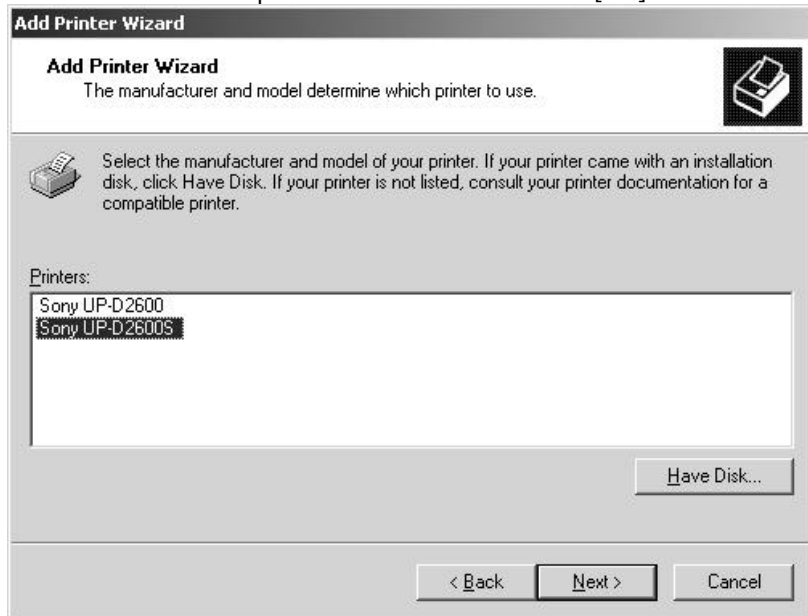 Add Printer Wizard
Add Printer Wizard
The manufacturer and model determine which printer to use.
Select the manufacturer and model of your printer. If your printer came with an installation
disk, click Have Disk. If your printer is not listed, consult your printer documentation for a
compatible printer.
Printers:
Sony UP-D2600
Sony UP-D2600S
Have Disk...
< Back Next > Cancel